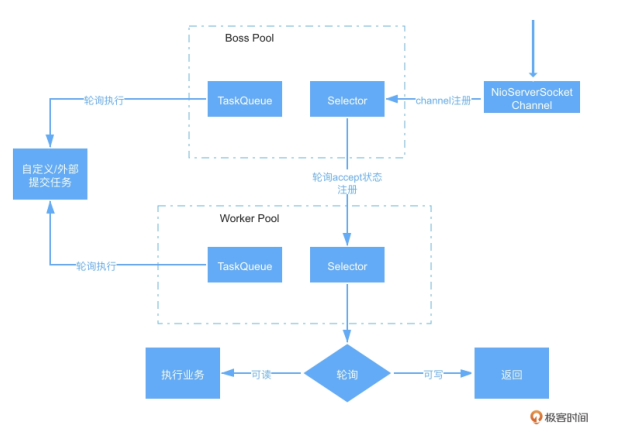 Boss Pool
TaskQueue
Selector
NioServerSocket
Channel
轮询执行
channel注册
自定义/外部
提交任务
轮询accept状态
注册
Worker Pool
TaskQueue
Selector
轮询执行
执行业务
可读
轮询
可写
返回
极客时间